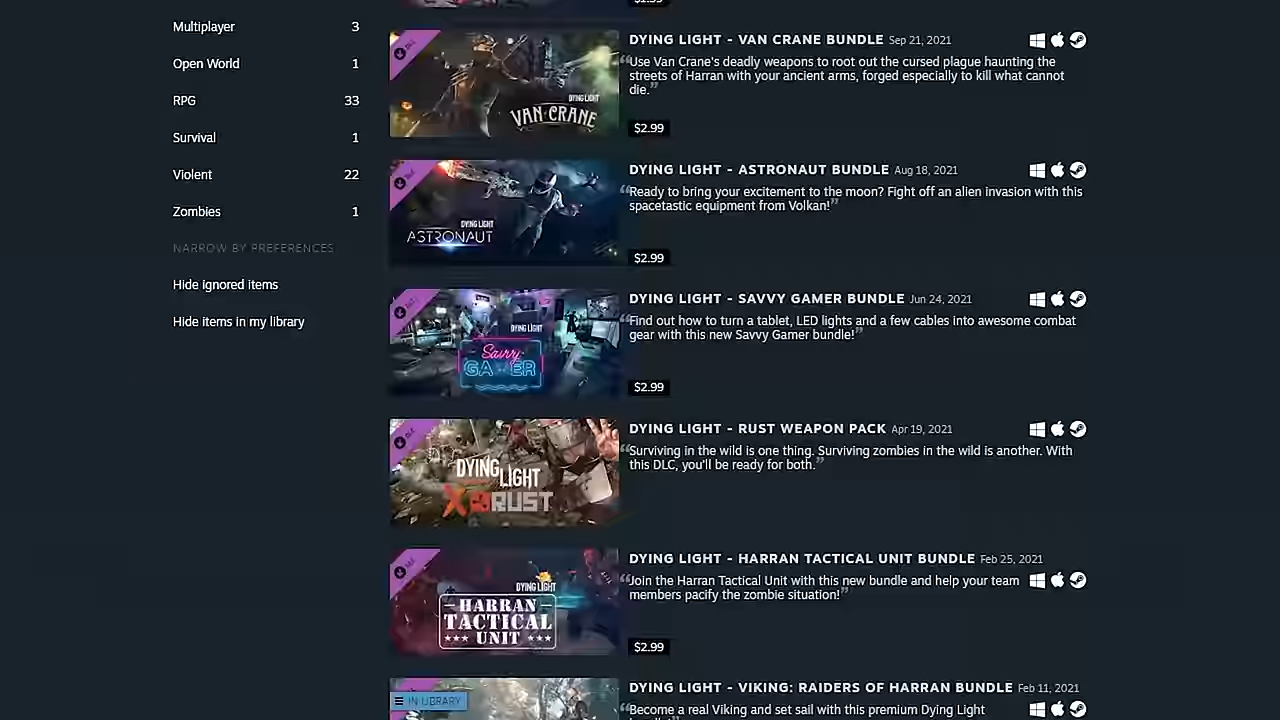 Multiplayer 3
Open World 1
RPG 33
Survival 1
Violent 22
Zombies 1
NARROW BY PREFERENCES
Hide ignored items
Hide items in my library
DYING LIGHT - VAN CRANE BUNDLE Sep 21, 2021
“Use Van Crane's deadly weapons to root out the cursed plague haunting the
streets of Harran with your ancient arms, forged especially to kill what cannot
die.”
$2.99
DYING LIGHT
VAN CRANE
DYING LIGHT - ASTRONAUT BUNDLE Aug 18, 2021
“Ready to bring your excitement to the moon? Fight off an alien invasion with this
spacetastic equipment from Volkan!”
$2.99
DYING LIGHT
ASTRONAUT
DYING LIGHT - SAVVY GAMER BUNDLE Jun 24, 2021
“Find out how to turn a tablet, LED lights and a few cables into awesome combat
gear with this new Savvy Gamer bundle!”
$2.99
DYING LIGHT
Savvy
GAMER
DYING LIGHT - RUST WEAPON PACK Apr 19, 2021
“Surviving in the wild is one thing. Surviving zombies in the wild is another. With
this DLC, you'll be ready for both.”
DYING LIGHT
X RUST
DYING LIGHT - HARRAN TACTICAL UNIT BUNDLE Feb 25, 2021
“Join the Harran Tactical Unit with this new bundle and help your team
members pacify the zombie situation!”
$2.99
DYING LIGHT
HARRAN
TACTICAL
UNIT
DYING LIGHT - VIKING: RAIDERS OF HARRAN BUNDLE Feb 11, 2021
“Become a real Viking and set sail with this premium Dying Light
IN LIBRARY